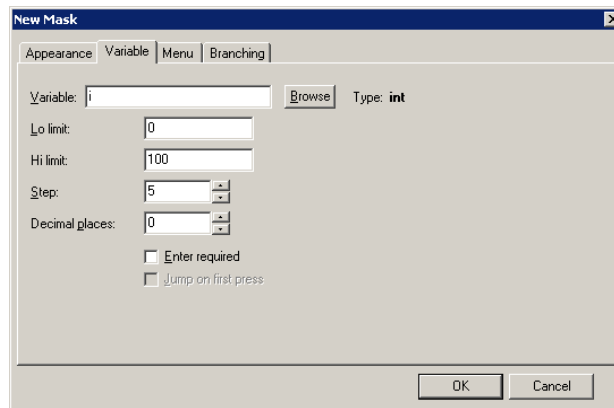 New Mask
Appearance Variable Menu Branching
Variable: i Browse Type: int
Lo limit: 0
Hi limit: 100
Step: 5
Decimal places: 0
Enter required
Jump on first press
OK Cancel